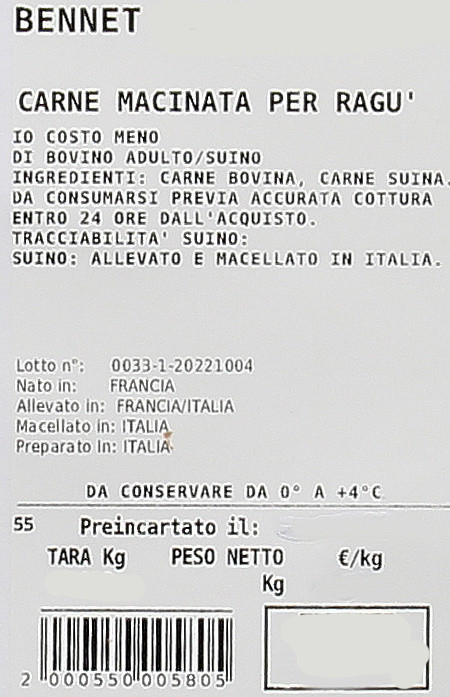 BENNET
CARNE MACINATA PER RAGU'
IO COSTO MENO
DI BOVINO ADULTO/SUINO
INGREDIENTI: CARNE BOVINA, CARNE SUINA.
DA CONSUMARSI PREVIA ACCURATA COTTURA
ENTRO 24 ORE DALL'ACQUISTO.
TRACCIABILITA' SUINO:
SUINO: ALLEVATO E MACELLATO IN ITALIA.
Lotto n°: 0033-1-20221004
Nato in: FRANCIA
Allevato in: FRANCIA/ITALIA
Macellato in: ITALIA
Preparato In: ITALIA
DA CONSERVARE DA 0° A +4°C
55 Preincartato il:
TARA Kg PESO NETTO €/kg
Kg
2 000550 005805